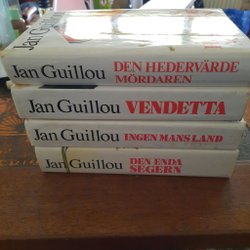 Jan Guillou DEN HEDERVÄRDE
MÖRDAREN
Jan Guillou VENDETTA
Jan Guillou INGEN MANS LAND
Jan Guillou DEN ENDA
SEGERN